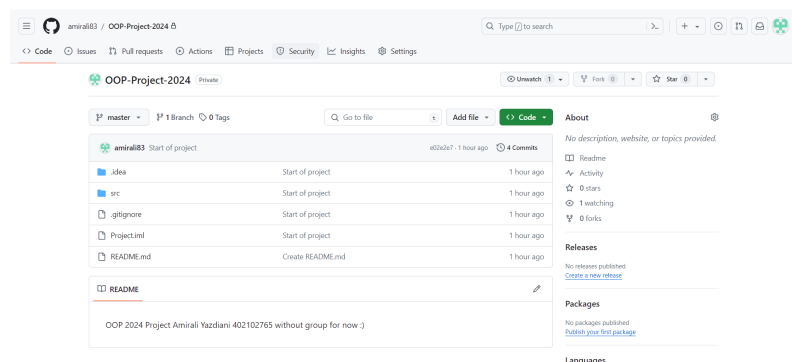 amirali83 / OOP-Project-2024
Type / to search
<> Code Issues Pull requests Actions Projects Security Insights Settings
OOP-Project-2024 Private
Unwatch 1 Fork 0 Star 0
master 1 Branch 0 Tags Go to file t Add file <> Code
amirali83 Start of project e02e2e7 · 1 hour ago 4 Commits
.idea Start of project 1 hour ago
src Start of project 1 hour ago
.gitignore Start of project 1 hour ago
Project.iml Start of project 1 hour ago
README.md Create README.md 1 hour ago
README
OOP 2024 Project Amirali Yazdiani 402102765 without group for now :)
About
No description, website, or topics provided.
Readme
Activity
0 stars
1 watching
0 forks
Releases
No releases published
Create a new release
Packages
No packages published
Publish your first package
Languages